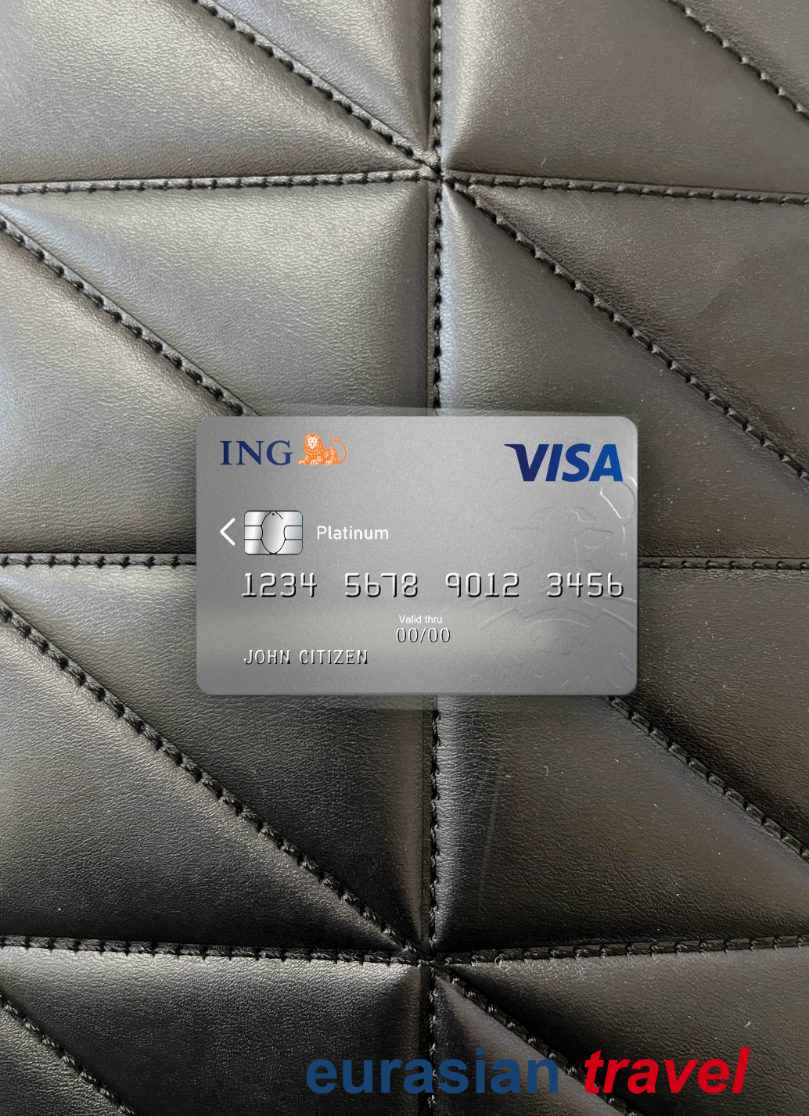 ING VISA
Platinum
1234 5678 9012 3456
Valid thru
00/00
JOHN CITIZEN
eurasian travel